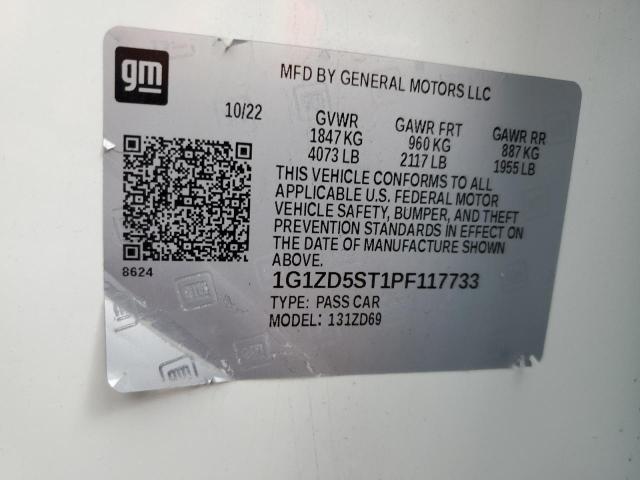 gm
MFD BY GENERAL MOTORS LLC
10/22
GVWR GAWR FRT GAWR RR
1847 KG 960 KG 887 KG
4073 LB 2117 LB 1955 LB
THIS VEHICLE CONFORMS TO ALL
APPLICABLE U.S. FEDERAL MOTOR
VEHICLE SAFETY, BUMPER, AND THEFT
PREVENTION STANDARDS IN EFFECT ON
THE DATE OF MANUFACTURE SHOWN
ABOVE.
8624
1G1ZD5ST1PF117733
TYPE: PASS CAR
MODEL: 131ZD69
gm